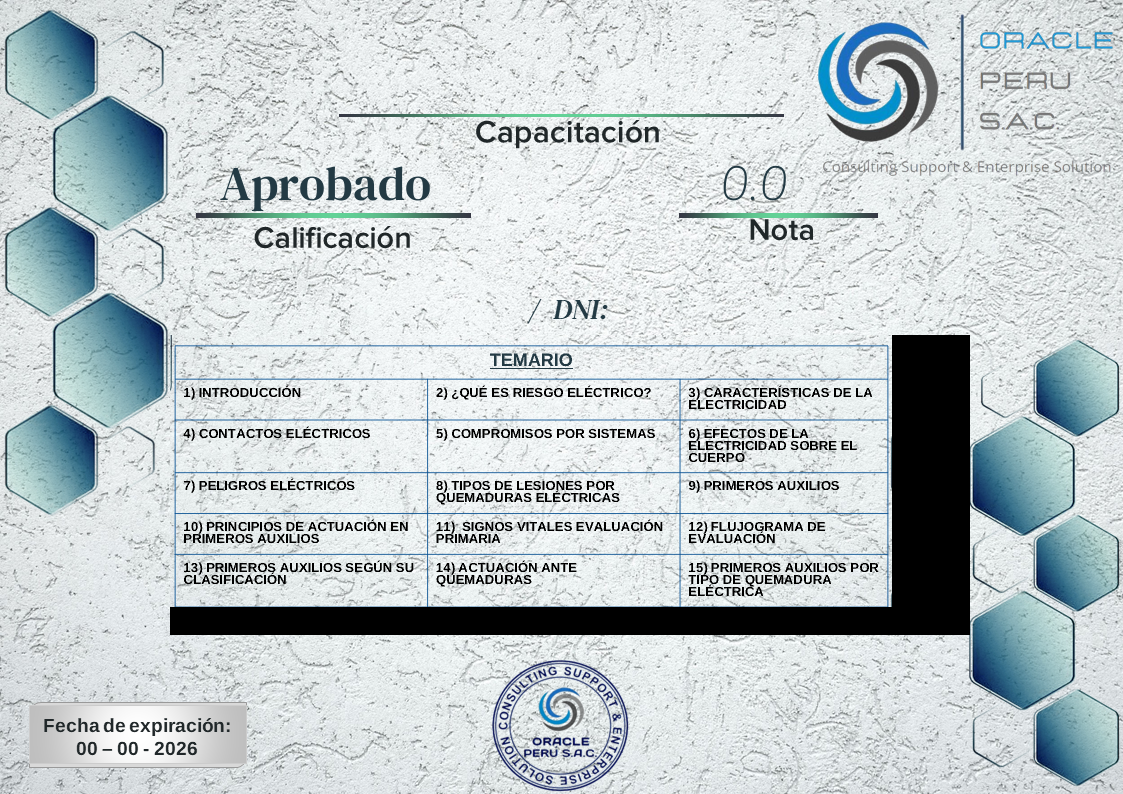 ORACLE
PERU
S.A.C
Consulting Support & Enterprise Solution
Capacitación
Aprobado
0.0
Calificación
Nota
/ DNI:
TEMARIO
1) INTRODUCCIÓN
2) ¿QUÉ ES RIESGO ELÉCTRICO?
3) CARACTERÍSTICAS DE LA
ELECTRICIDAD
4) CONTACTOS ELÉCTRICOS
5) COMPROMISOS POR SISTEMAS
6) EFECTOS DE LA
ELECTRICIDAD SOBRE EL
CUERPO
7) PELIGROS ELÉCTRICOS
8) TIPOS DE LESIONES POR
QUEMADURAS ELÉCTRICAS
9) PRIMEROS AUXILIOS
10) PRINCIPIOS DE ACTUACIÓN EN
PRIMEROS AUXILIOS
11) SIGNOS VITALES EVALUACIÓN
PRIMARIA
12) FLUJOGRAMA DE
EVALUACIÓN
13) PRIMEROS AUXILIOS SEGÚN SU
CLASIFICACIÓN
14) ACTUACIÓN ANTE
QUEMADURAS
15) PRIMEROS AUXILIOS POR
TIPO DE QUEMADURA
ELÉCTRICA
CONSULTING SUPPORT & ENTERPRISE SOLUTION
ORACLE
PERÚ S.A.C.
Fecha de expiración:
00 – 00 - 2026